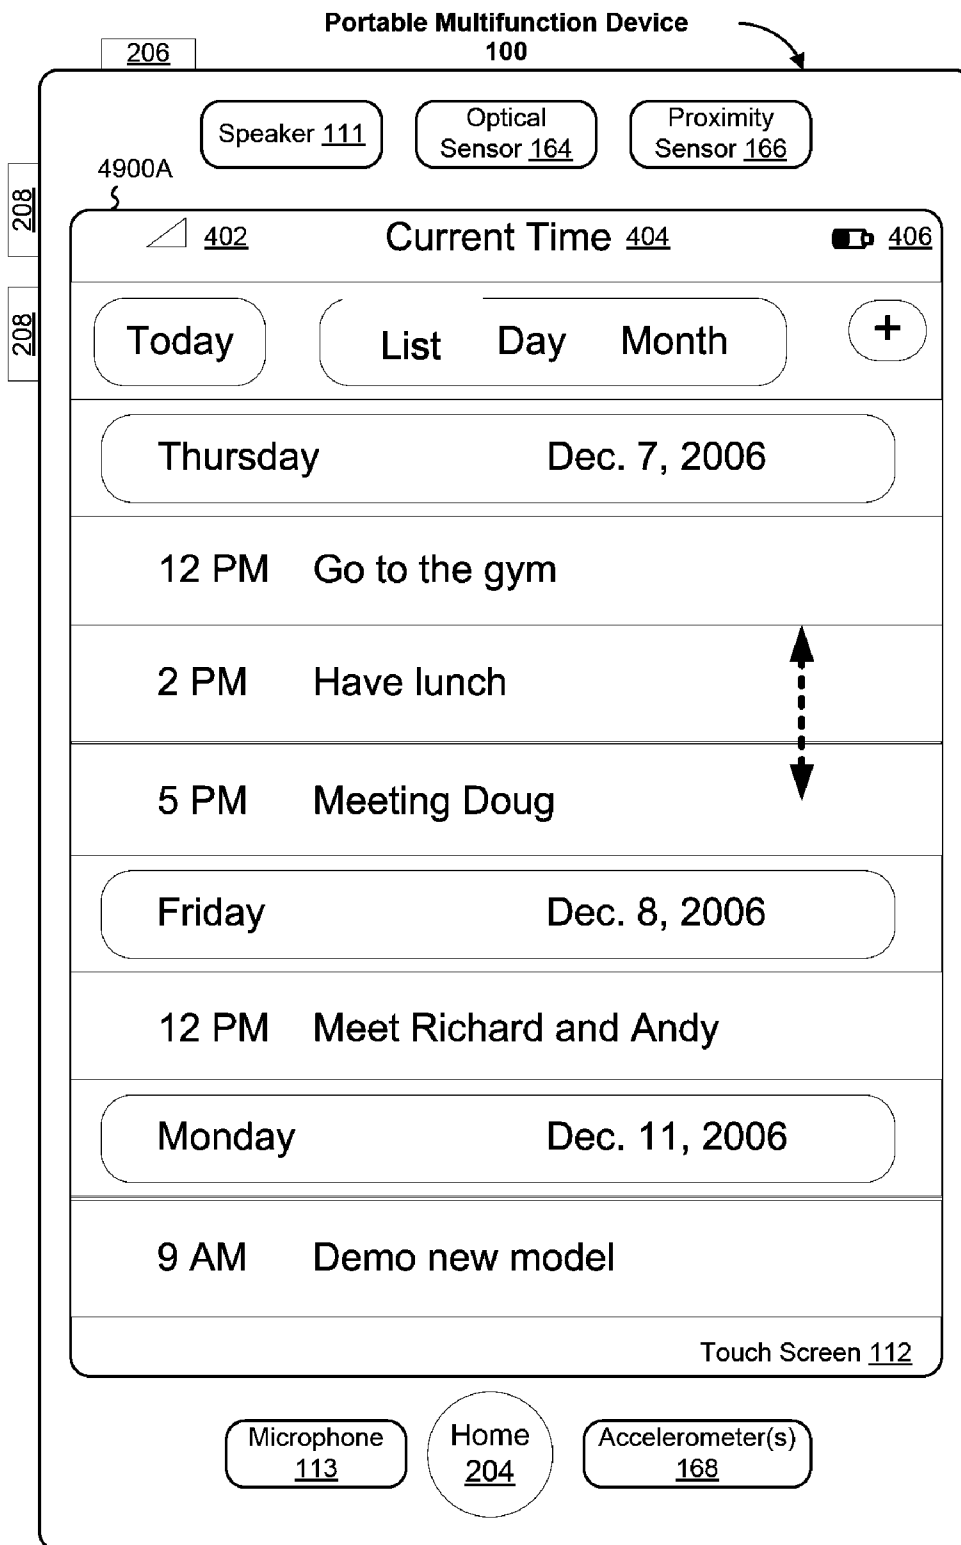 Portable Multifunction Device
100
206
Speaker 111
Optical
Sensor 164
Proximity
Sensor 166
4900A
208
208
402
Current Time 404
406
Today
List Day Month
+
Thursday Dec. 7, 2006
12 PM Go to the gym
2 PM Have lunch
5 PM Meeting Doug
Friday Dec. 8, 2006
12 PM Meet Richard and Andy
Monday Dec. 11, 2006
9 AM Demo new model
Touch Screen 112
Microphone
113
Home
204
Accelerometer(s)
168